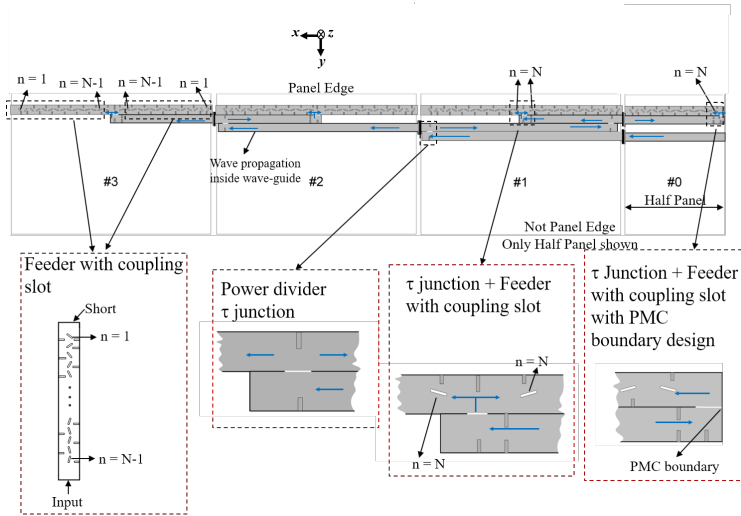 x
z
y
n = 1
n = N-1
n = N-1
n = 1
Panel Edge
n = N
n = N
Wave propagation
inside wave-guide
#3
#2
#1
#0
Half Panel
Not Panel Edge
Only Half Panel shown
Feeder with coupling
slot
Short
n = 1
n = N-1
Input
Power divider
τ junction
τ junction + Feeder
with coupling slot
n = N
n = N
τ Junction + Feeder
with coupling slot
with PMC
boundary design
PMC boundary